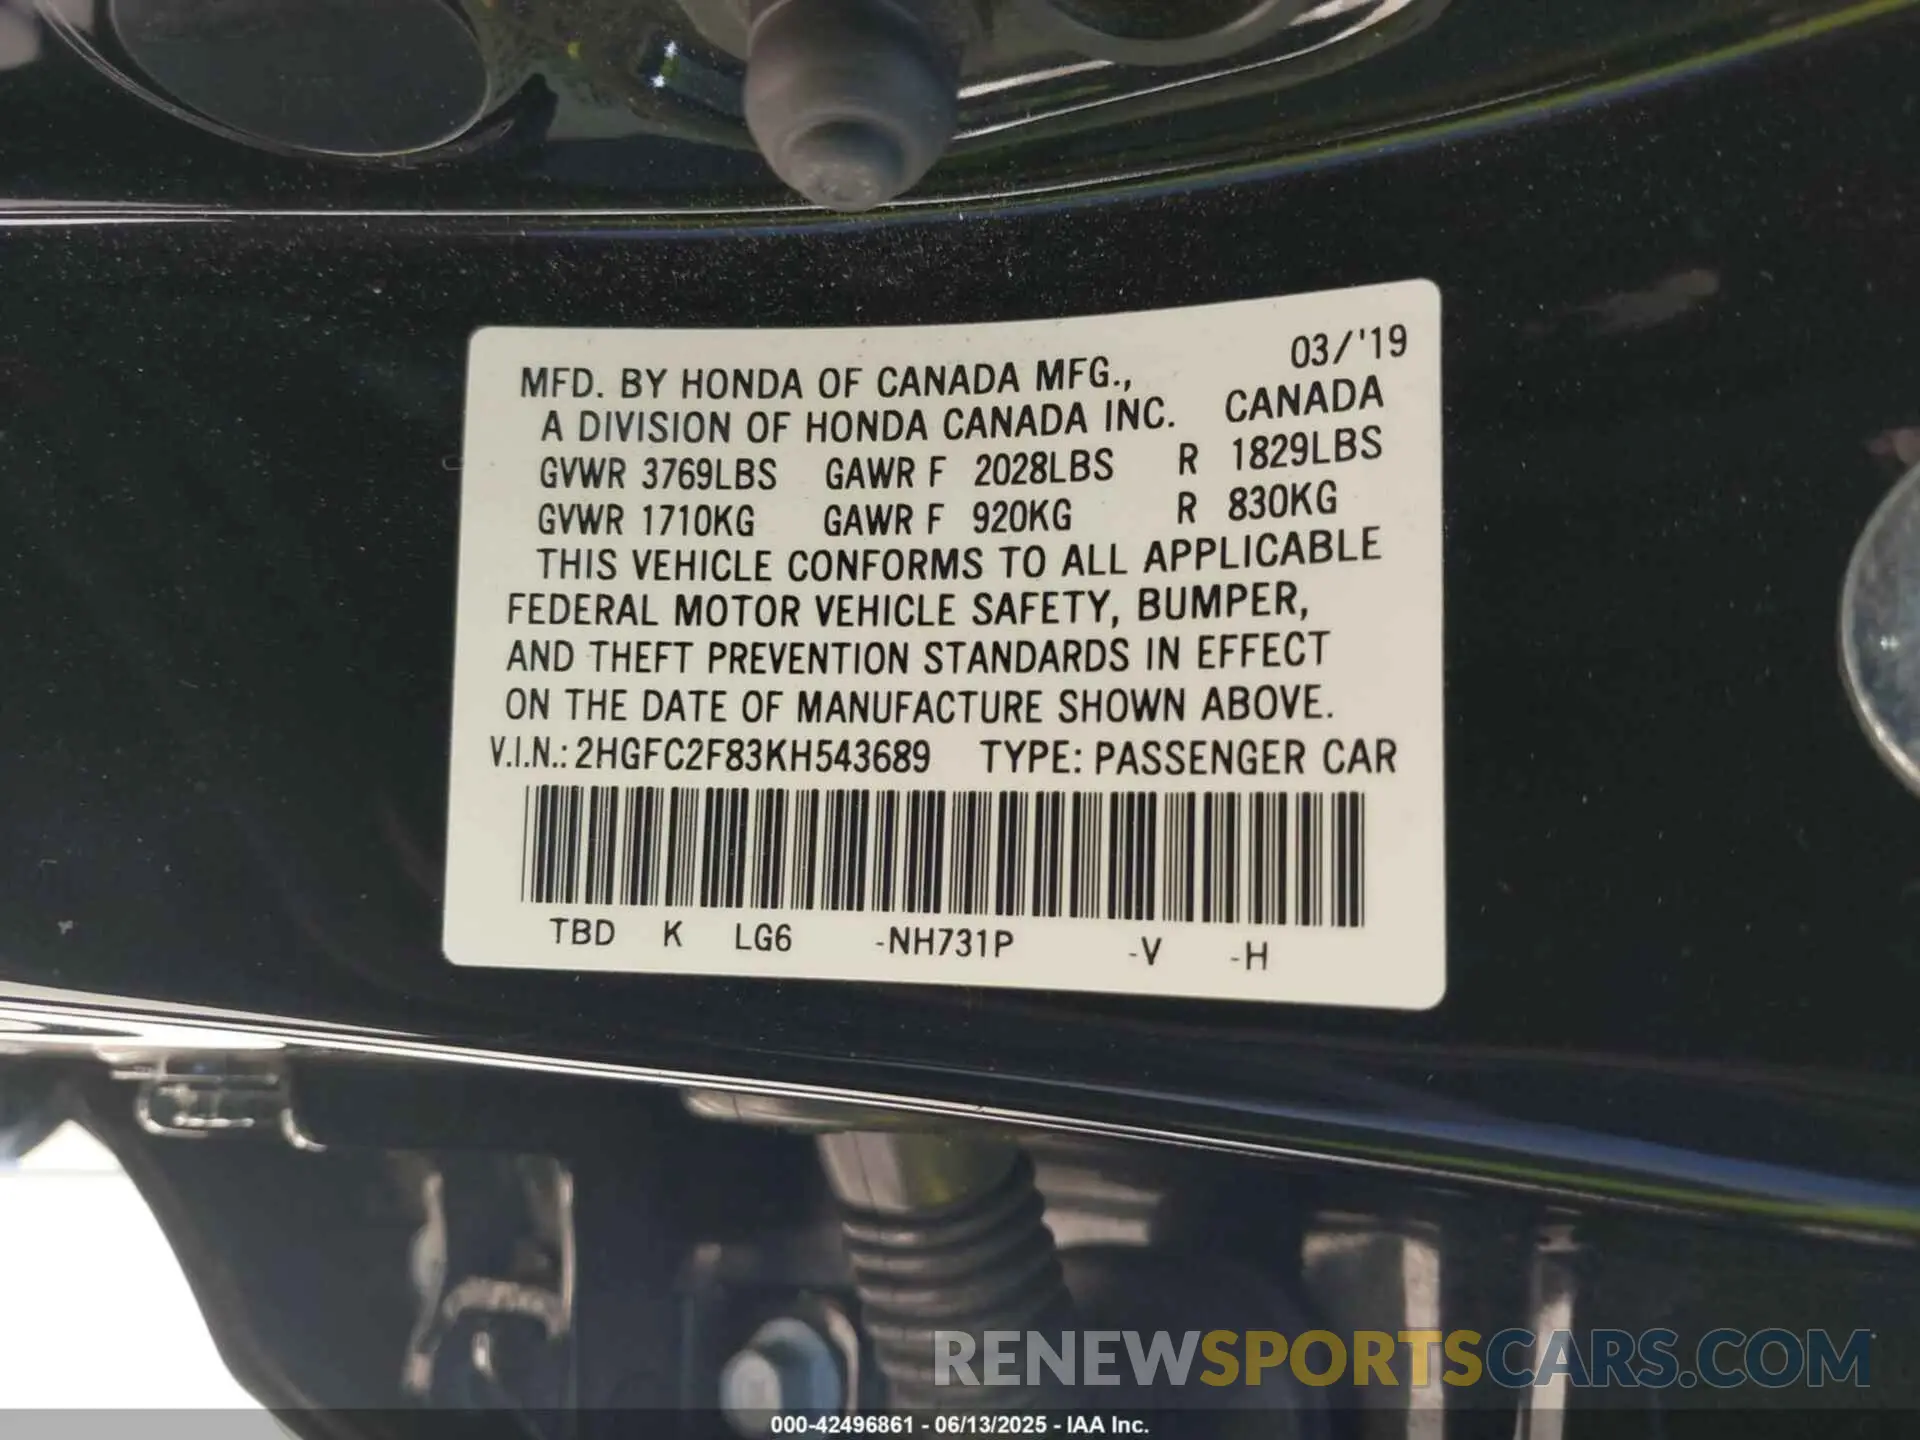 03/'19
MFD. BY HONDA OF CANADA MFG.,
A DIVISION OF HONDA CANADA INC. CANADA
GVWR 3769LBS GAWR F 2028LBS R 1829LBS
GVWR 1710KG GAWR F 920KG R 830KG
THIS VEHICLE CONFORMS TO ALL APPLICABLE
FEDERAL MOTOR VEHICLE SAFETY, BUMPER,
AND THEFT PREVENTION STANDARDS IN EFFECT
ON THE DATE OF MANUFACTURE SHOWN ABOVE.
V.I.N.: 2HGFC2F83KH543689 TYPE: PASSENGER CAR
TBD K LG6 -NH731P -V -H
RENEWSPORTSCARS.COM
000-42496861 - 06/13/2025 - IAA Inc.